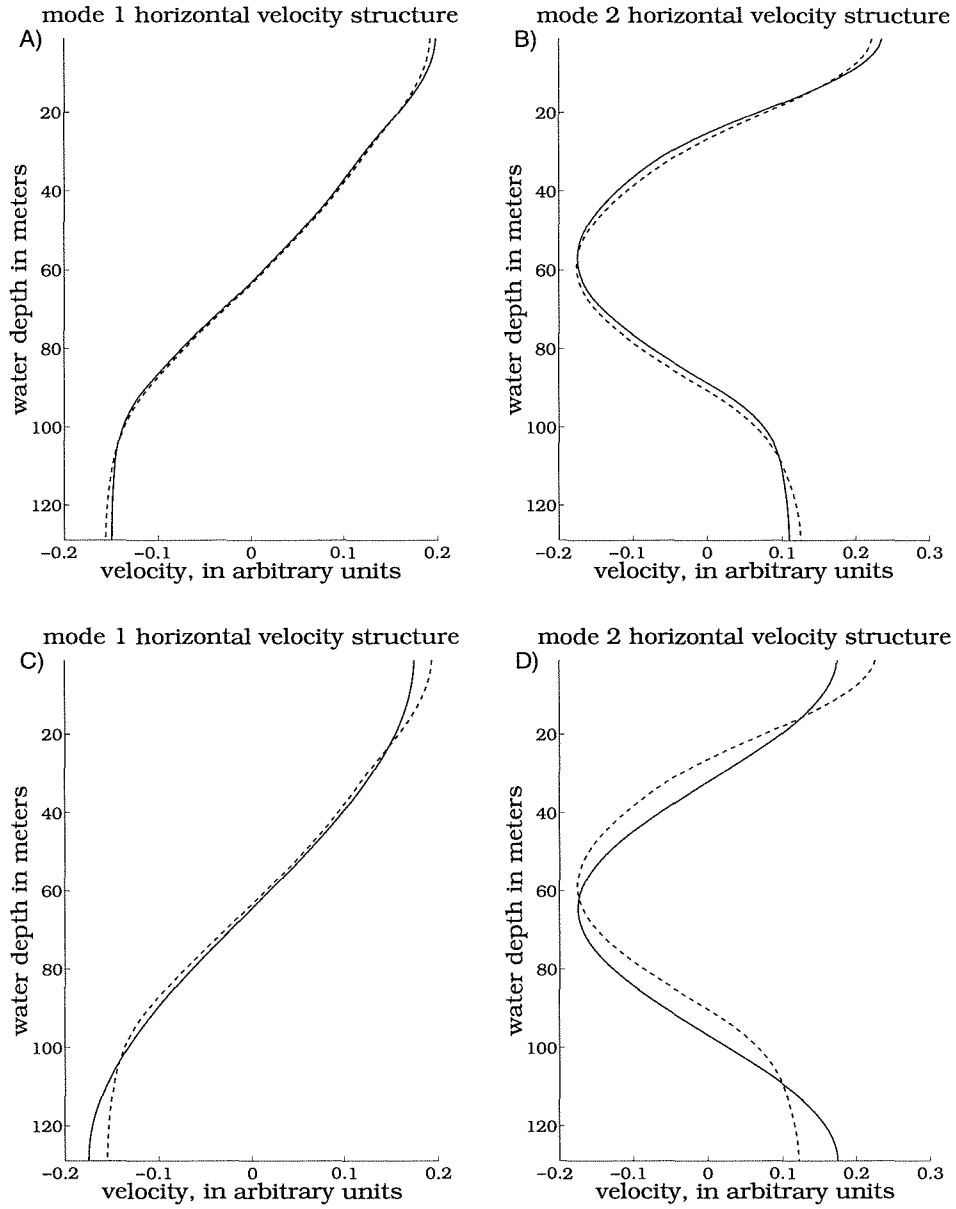 mode 1 horizontal velocity structure
A)
20
40
60
80
100
120
water depth in meters
−0.2 −0.1 0 0.1 0.2
velocity, in arbitrary units
mode 2 horizontal velocity structure
B)
20
40
60
80
100
120
water depth in meters
−0.2 −0.1 0 0.1 0.2 0.3
velocity, in arbitrary units
mode 1 horizontal velocity structure
C)
20
40
60
80
100
120
water depth in meters
−0.2 −0.1 0 0.1 0.2
velocity, in arbitrary units
mode 2 horizontal velocity structure
D)
20
40
60
80
100
120
water depth in meters
−0.2 −0.1 0 0.1 0.2 0.3
velocity, in arbitrary units